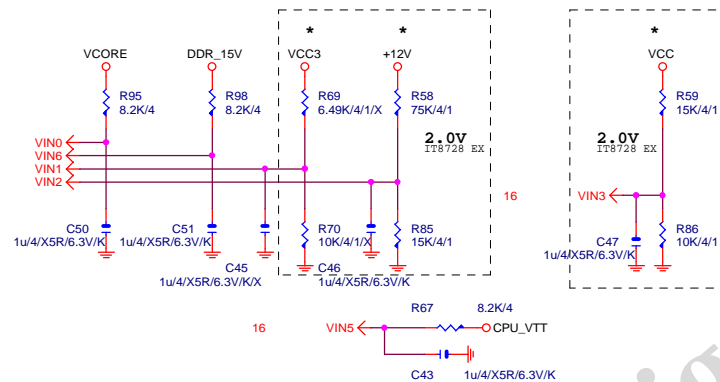 * * *
VCORE DDR_15V VCC3 +12V VCC
R95 R98 R69 R58 R59
8.2K/4 8.2K/4 6.49K/4/1/X 75K/4/1 15K/4/1
2.0V 2.0V
IT8728 EX IT8728 EX
VIN0
VIN6
VIN1
VIN2
16 VIN3
C50 C51 R70 R85 R86
1u/4/X5R/6.3V/K 1u/4/X5R/6.3V/K 10K/4/1/X 15K/4/1 10K/4/1
C47
1u/4/X5R/6.3V/K
C45 C46
1u/4/X5R/6.3V/K/X 1u/4/X5R/6.3V/K
R67 8.2K/4
16 VIN5 CPU_VTT
C43 1u/4/X5R/6.3V/K